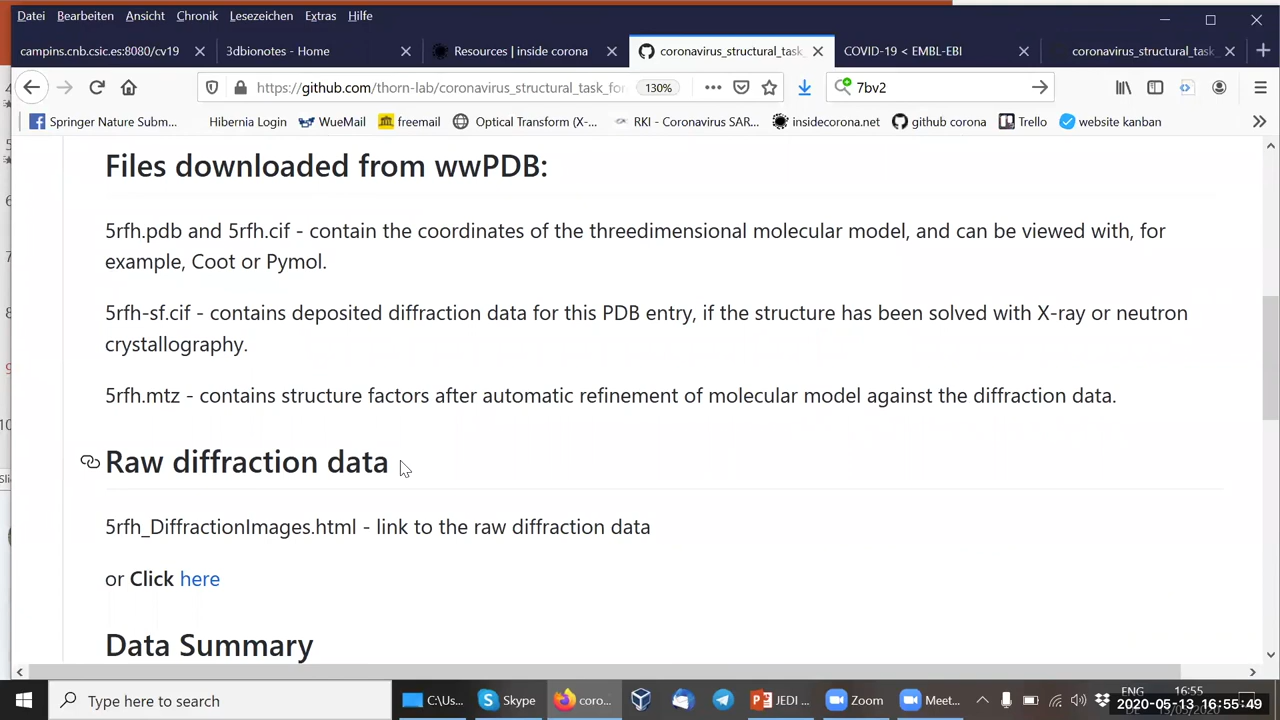 Datei Bearbeiten Ansicht Chronik Lesezeichen Extras Hilfe
campins.cnb.csic.es:8080/cv19 3dbionotes - Home Resources | inside corona coronavirus_structural_task_ COVID-19 < EMBL-EBI coronavirus_structural_task_
https://github.com/thorn-lab/coronavirus_structural_task_for 130% 7bv2
Springer Nature Subm... Hibernia Login WueMail freemail Optical Transform (X-... RKI - Coronavirus SAR... insidecorona.net github corona Trello website kanban
Files downloaded from wwPDB:
5rfh.pdb and 5rfh.cif - contain the coordinates of the threedimensional molecular model, and can be viewed with, for
example, Coot or Pymol.
5rfh-sf.cif - contains deposited diffraction data for this PDB entry, if the structure has been solved with X-ray or neutron
crystallography.
5rfh.mtz - contains structure factors after automatic refinement of molecular model against the diffraction data.
Raw diffraction data
5rfh_DiffractionImages.html - link to the raw diffraction data
or Click here
Data Summary
Type here to search C:\Us... Skype coro... JEDI ... Zoom Meet... ENG 16:55
2020-05-13 16:55:49